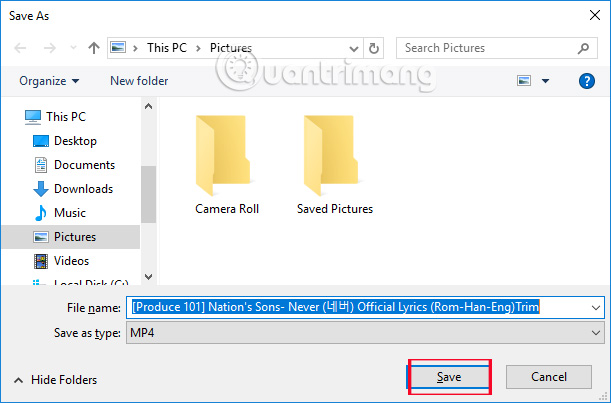 Save As
This PC
Pictures
Search Pictures
Quantrimang
Organize
New folder
This PC
Desktop
Documents
Downloads
Music
Pictures
Videos
Local Disk (C:)
Camera Roll
Saved Pictures
File name: [Produce 101] Nation's Sons- Never (네버) Official Lyrics (Rom-Han-Eng)Trim
Save as type: MP4
Hide Folders
Save
Cancel